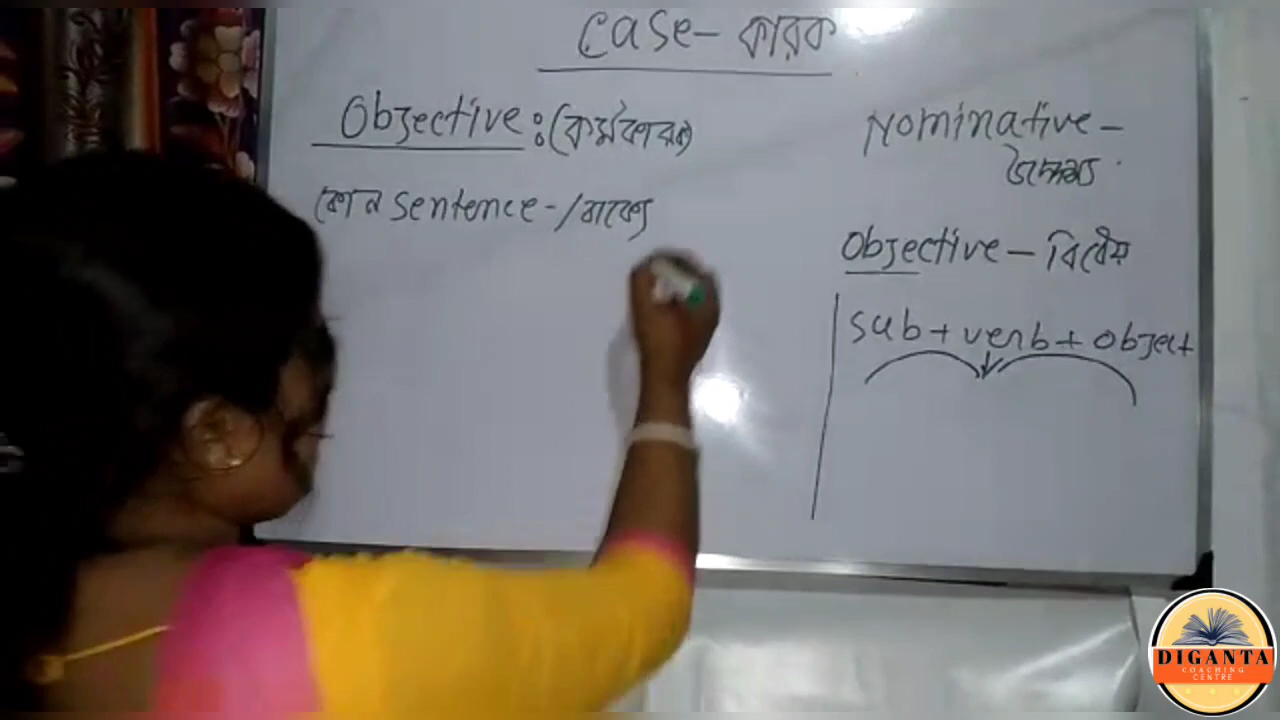 Case - কারক
Objective : (কর্মকারক)
কোন sentence - / বাক্যে
Nominative -
উদ্দেশ্য
Objective - বিধেয়
sub + verb + object
DIGANTA
COACHING
CENTRE